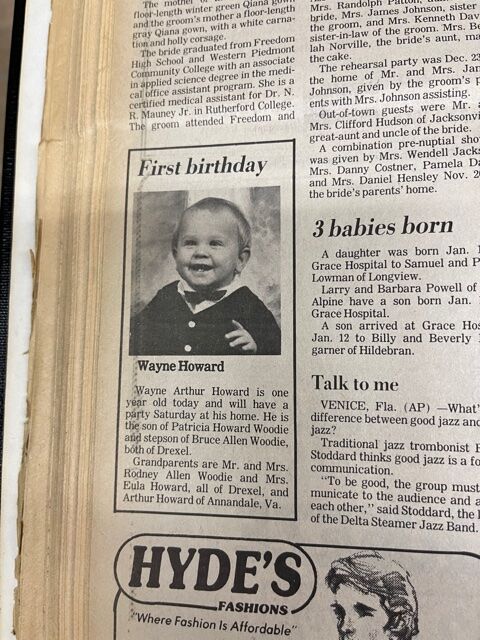 The mother of
floor-length winter green Qiana gown
and the groom's mother a floor-length
gray Qiana gown, with a white carna-
tion and holly corsage.
The bride graduated from Freedom
High School and Western Piedmont
Community College with an associate
in applied science degree in the medi-
cal office assistant program. She is a
certified medical assistant for Dr. N.
R. Mauney Jr. in Rutherford College.
The groom attended Freedom and
First birthday
Wayne Howard
Wayne Arthur Howard is one
year old today and will have a
party Saturday at his home. He is
the son of Patricia Howard Woodie
and stepson of Bruce Allen Woodie,
both of Drexel.
Grandparents are Mr. and Mrs.
Rodney Allen Woodie and Mrs.
Eula Howard, all of Drexel, and
Arthur Howard of Annandale, Va.
Mrs. Randolph Patton,
bride, Mrs. James Johnson, sister
the groom, and Mrs. Kenneth Dav
sister-in-law of the groom. Mrs. Be
lah Norville, the bride's aunt, ma
the cake.
The rehearsal party was Dec. 23
the home of Mr. and Mrs. Jam
Johnson, given by the groom's p
ents with Mrs. Johnson assisting.
Out-of-town guests were Mr. a
Mrs. Clifford Hudson of Jacksonvi
great-aunt and uncle of the bride.
A combination pre-nuptial sho
was given by Mrs. Wendell Jacks
Mrs. Danny Costner, Pamela Da
and Mrs. Daniel Hensley Nov. 20
the bride's parents' home.
3 babies born
A daughter was born Jan. 1
Grace Hospital to Samuel and P
Lowman of Longview.
Larry and Barbara Powell of
Alpine have a son born Jan.
Grace Hospital.
A son arrived at Grace Hos
Jan. 12 to Billy and Beverly
garner of Hildebran.
Talk to me
VENICE, Fla. (AP) —What'
difference between good jazz and
jazz?
Traditional jazz trombonist
Stoddard thinks good jazz is a fo
communication.
"To be good, the group must
municate to the audience and a
each other," said Stoddard, the l
of the Delta Steamer Jazz Band.
HYDE'S
FASHIONS
"Where Fashion Is Affordable"